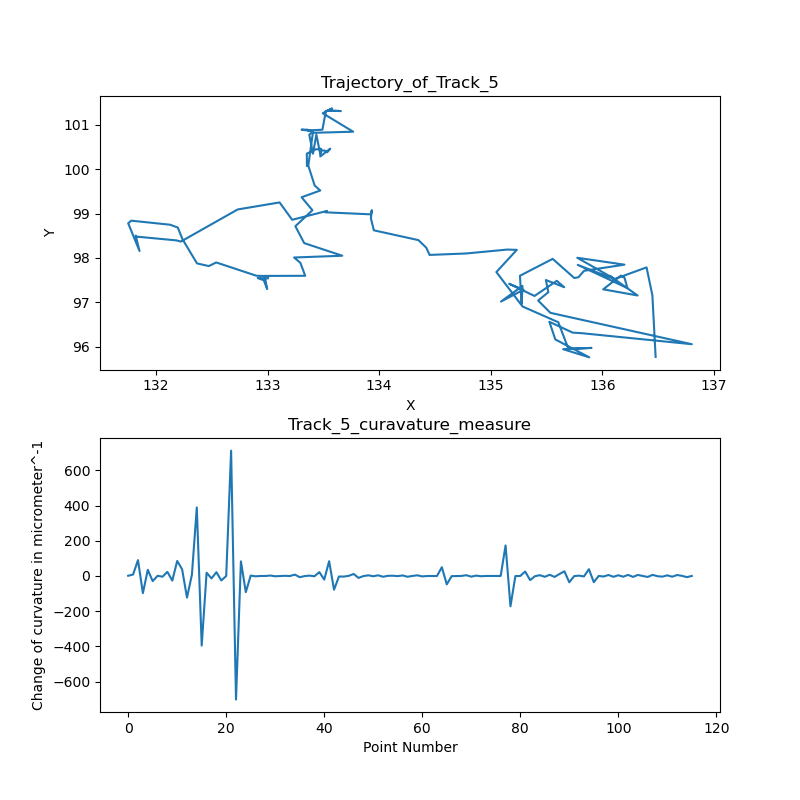 Trajectory_of_Track_5
101
100
99
98
97
96
Y
132 133 134 135 136 137
X
Track_5_curavature_measure
600
400
200
0
−200
−400
−600
Change of curvature in micrometer^-1
0 20 40 60 80 100 120
Point Number